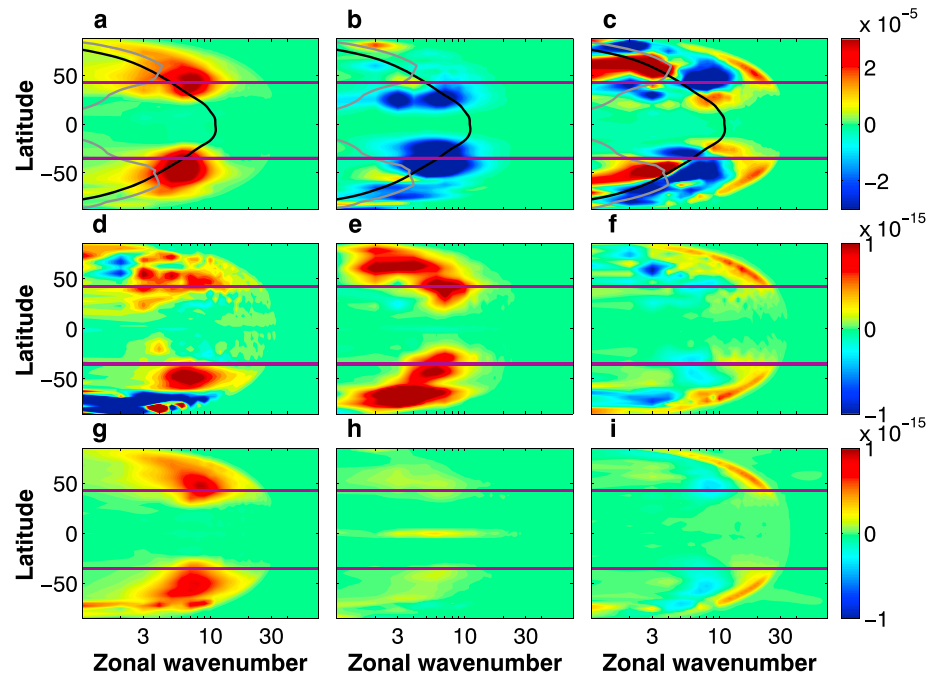 a b c x 10⁻⁵
Latitude 50 0 −50 2 0 −2
d e f x 10⁻¹⁵
Latitude 50 0 −50 1 0 −1
g h i x 10⁻¹⁵
Latitude 50 0 −50 1 0 −1
3 10 30 3 10 30 3 10 30
Zonal wavenumber Zonal wavenumber Zonal wavenumber